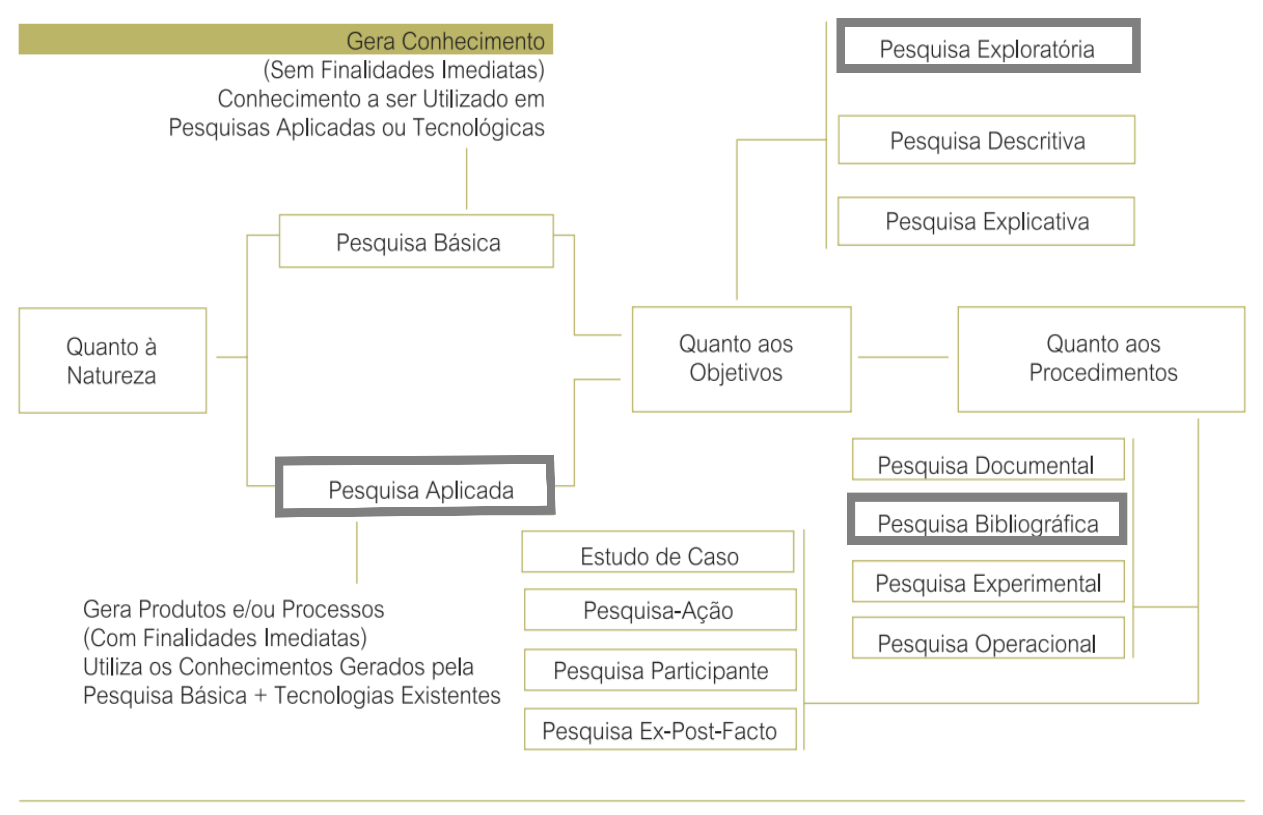 Gera Conhecimento
(Sem Finalidades Imediatas)
Conhecimento a ser Utilizado em
Pesquisas Aplicadas ou Tecnológicas
Pesquisa Exploratória
Pesquisa Descritiva
Pesquisa Explicativa
Pesquisa Básica
Quanto à
Natureza
Quanto aos
Objetivos
Quanto aos
Procedimentos
Pesquisa Aplicada
Gera Produtos e/ou Processos
(Com Finalidades Imediatas)
Utiliza os Conhecimentos Gerados pela
Pesquisa Básica + Tecnologias Existentes
Pesquisa Documental
Pesquisa Bibliográfica
Pesquisa Experimental
Pesquisa Operacional
Estudo de Caso
Pesquisa-Ação
Pesquisa Participante
Pesquisa Ex-Post-Facto